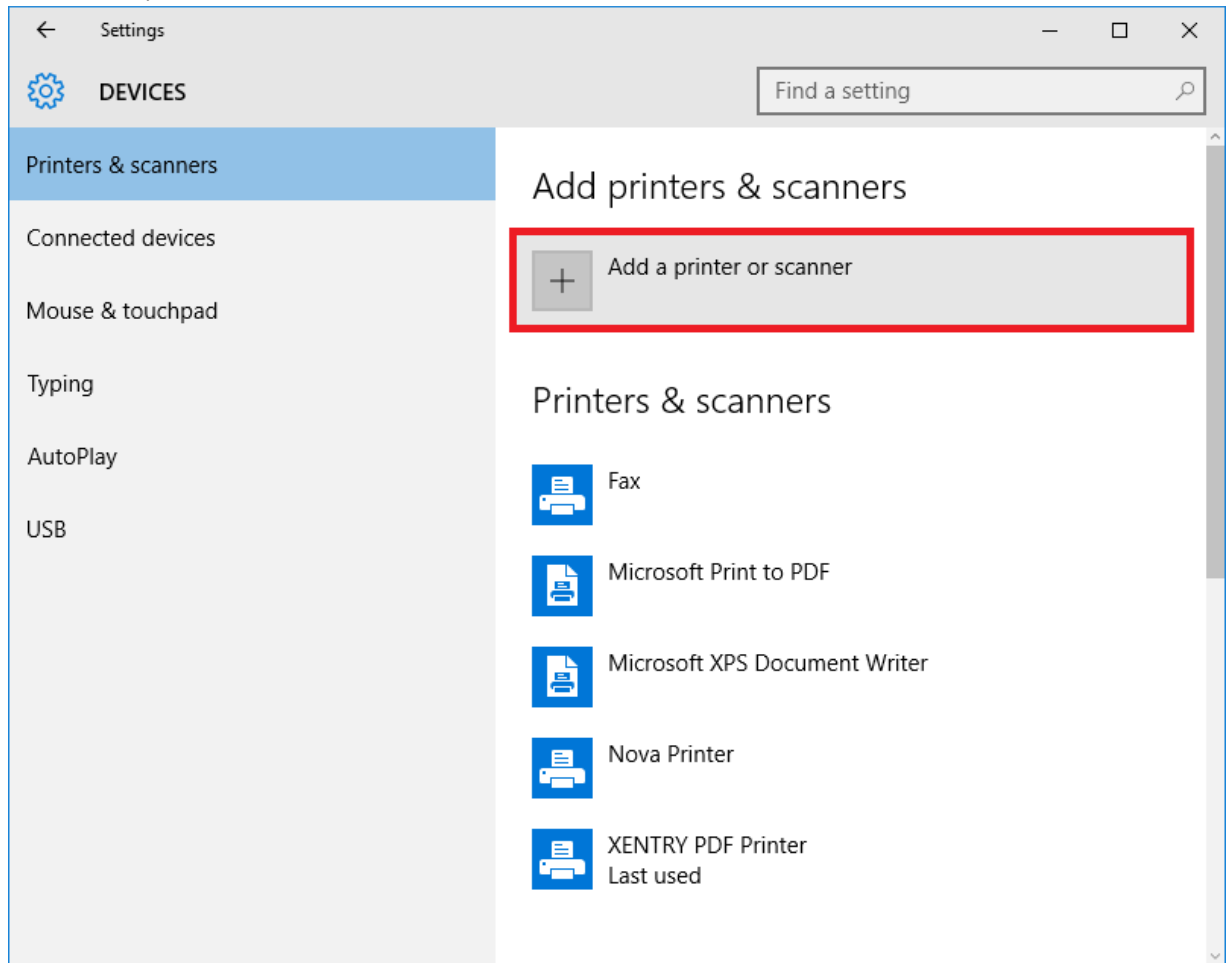 Settings
DEVICES
Find a setting
Printers & scanners
Connected devices
Mouse & touchpad
Typing
AutoPlay
USB
Add printers & scanners
Add a printer or scanner
Printers & scanners
Fax
Microsoft Print to PDF
Microsoft XPS Document Writer
Nova Printer
XENTRY PDF Printer
Last used